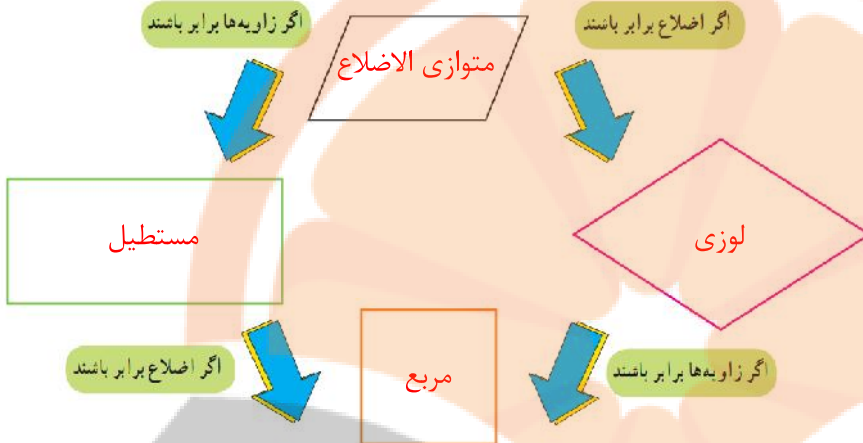 اگر زاویه‌ها برابر باشند
اگر اضلاع برابر باشند
متوازی الاضلاع
مستطیل
لوزی
اگر اضلاع برابر باشند
مربع
اگر زاویه‌ها برابر باشند